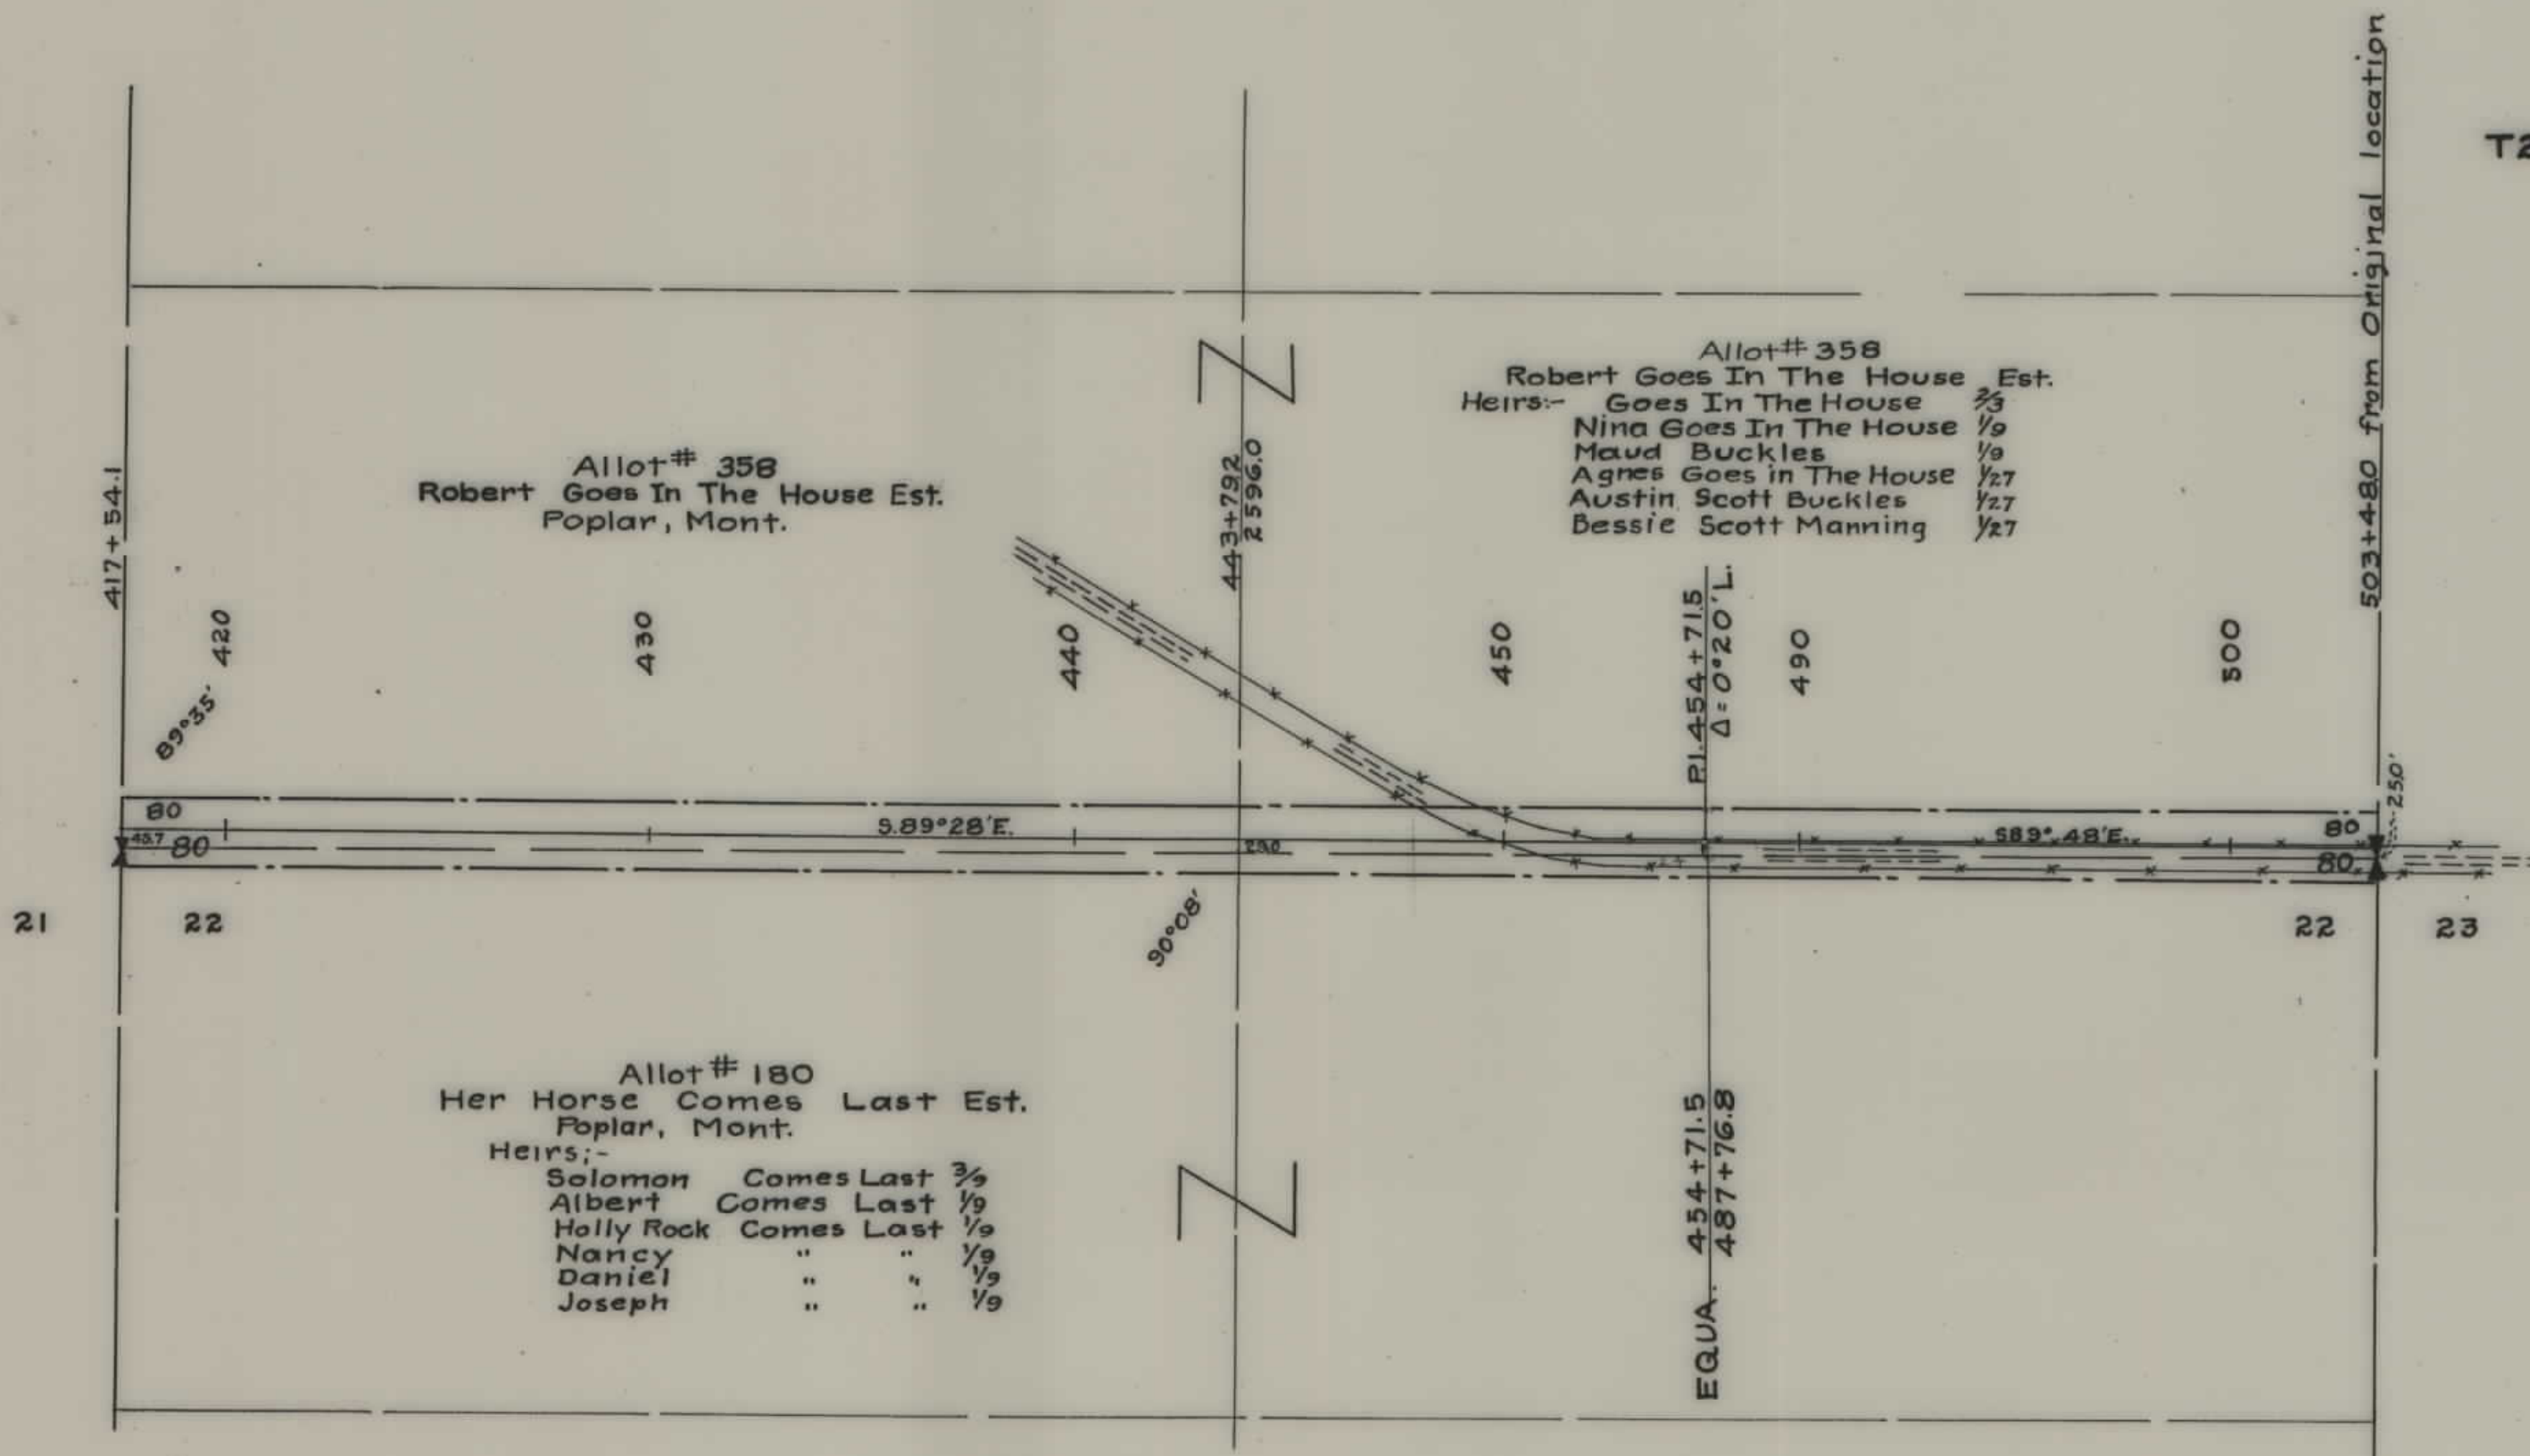 T2
503+48.0 from Original location
417+54.1
Allot# 358
Robert Goes In The House Est.
Poplar, Mont.
443+79.2
2596.0
Allot# 358
Robert Goes In The House Est.
Heirs:- Goes In The House 2/3
Nina Goes In The House 1/9
Maud Buckles 1/9
Agnes Goes in The House 1/27
Austin Scott Buckles 1/27
Bessie Scott Manning 1/27
420
430
440
450
P.I. 454+71.5
Δ=0°20'L.
490
500
89°35'
25.0'
80
S.89°28'E.
S89°48'E.
80
45.7 80
29.0
80
21
22
90°08'
22
23
Allot# 180
Her Horse Comes Last Est.
Poplar, Mont.
Heirs;-
Solomon Comes Last 3/9
Albert Comes Last 1/9
Holly Rock Comes Last 1/9
Nancy " " 1/9
Daniel " " 1/9
Joseph " " 1/9
EQUA. 454+71.5
487+76.8